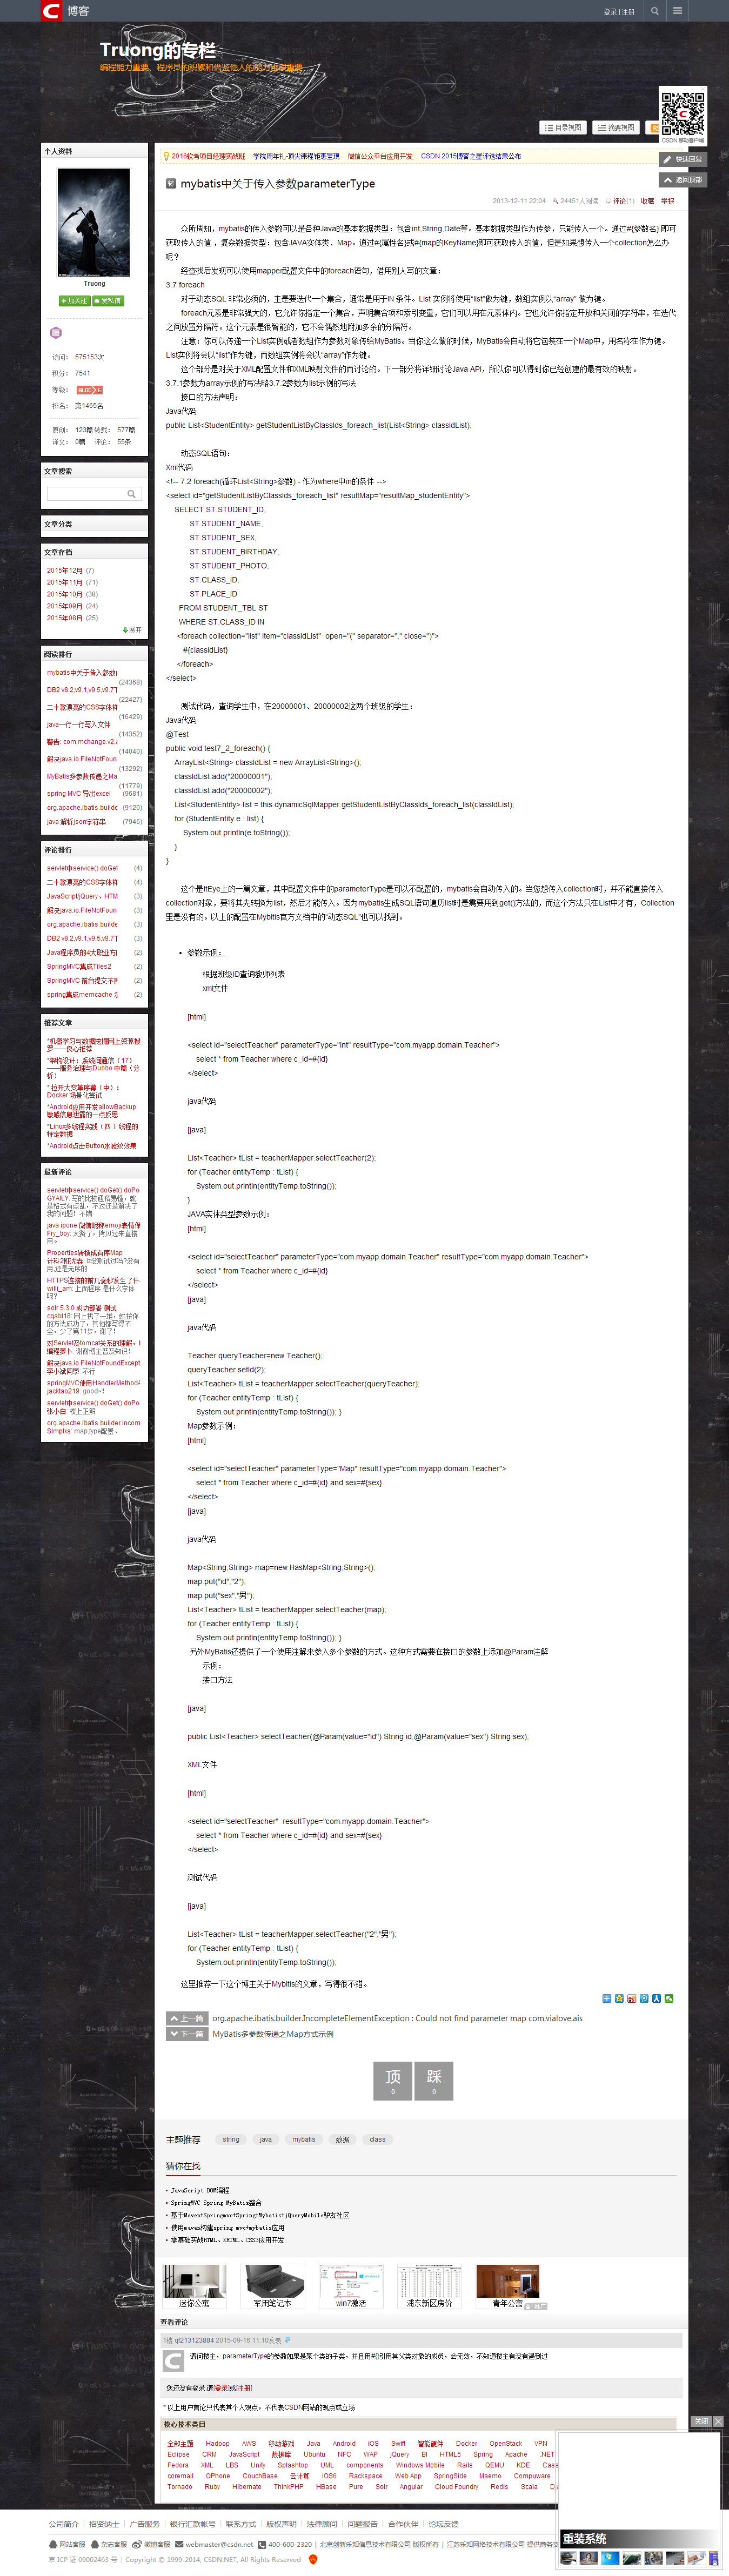 博客
登录 | 注册
Truong的专栏
编程能力重要、程序员的积累和借鉴他人的能力也很重要
目录视图
摘要视图
CSDN 移动客户端
快速回复
返回顶部
个人资料
Truong
加关注
发私信
访问： 575153次
积分： 7541
等级：
排名： 第1465名
原创： 123篇 转载： 577篇
译文： 0篇 评论： 55条
文章搜索
文章分类
文章存档
2015年12月 (7)
2015年11月 (71)
2015年10月 (38)
2015年09月 (24)
2015年08月 (25)
展开
阅读排行
mybatis中关于传入参数p
(24368)
DB2 v8.2,v9.1,v9.5,v9.7下
(22427)
二十款漂亮的CSS字体样
(16429)
java一行一行写入文件
(14352)
警告: com.mchange.v2.a
(14040)
解决java.io.FileNotFoun
(13292)
MyBatis多参数传递之Ma
(11779)
spring MVC 导出excel (9681)
org.apache.ibatis.builde (9120)
java 解析json字符串 (7946)
评论排行
servlet中service() doGet (4)
二十款漂亮的CSS字体样 (4)
JavaScript/jQuery、HTM (3)
解决java.io.FileNotFoun (3)
org.apache.ibatis.builde (3)
DB2 v8.2,v9.1,v9.5,v9.7下 (3)
Java程序员的4大职业方向 (2)
SpringMVC集成Tiles2 (2)
SpringMVC 前台提交不同 (2)
spring集成memcache (2)
推荐文章
*机器学习与数据挖掘网上资源搜
罗——良心推荐
*架构设计：系统间通信（17）
——服务治理与Dubbo 中篇（分
析）
* 拉开大变革序幕（中）：
Docker 场景化尝试
*Android应用开发allowBackup
敏感信息泄露的一点反思
*Linux多线程实践（四 ）线程的
特定数据
*Android点击Button水波纹效果
最新评论
servlet中service() doGet() doPo
GYAILY: 写的比较通俗易懂，就
是格式有点乱，不过还是解决了
我的问题！不错
java ipone 微信昵称emoji表情保
Fry_boy: 太赞了，拷贝过来直接
用。
Properties转换成有序Map
计科2班沈鑫: lz没测试过吗?没有
用,还是无序的
HTTPS连接的前几毫秒发生了什
willi_am: 上面程序 是什么字体
呢？
solr 5.3.0 成功部署 测试
cqabl18: 网上找了一堆，就按你
的方法成功了，其他都写得不
全，少了第11步，谢了！
对Servlet及tomcat关系的理解，I
编程萝卜: 谢谢博主普及知识！
解决java.io.FileNotFoundExcept
李小斌同學: 不行
springMVC使用HandlerMethodA
jacktao219: good~！
servlet中service() doGet() doPo
张小白: 楼上正解
org.apache.ibatis.builder.Incom
Simplxs: map,type配置、
2016软考项目经理实战班 学院周年礼-顶尖课程钜惠呈现 微信公众平台应用开发 CSDN 2015博客之星评选结果公布
mybatis中关于传入参数parameterType
2013-12-11 22:04 24451人阅读 评论(1) 收藏 举报
众所周知，mybatis的传入参数可以是各种Java的基本数据类型：包含int,String,Date等。基本数据类型作为传参，只能传入一个。通过#{参数名} 即可
获取传入的值 ，复杂数据类型：包含JAVA实体类、Map。通过#{属性名}或#{map的KeyName}即可获取传入的值，但是如果想传入一个collection怎么办
呢?
经查找后发现可以使用mapper配置文件中的foreach语句，借用别人写的文章：
3.7 foreach
对于动态SQL 非常必须的，主是要迭代一个集合，通常是用于IN 条件。List 实例将使用“list”做为键，数组实例以“array” 做为键。
foreach元素是非常强大的，它允许你指定一个集合，声明集合项和索引变量，它们可以用在元素体内。它也允许你指定开放和关闭的字符串，在迭代
之间放置分隔符。这个元素是很智能的，它不会偶然地附加多余的分隔符。
注意：你可以传递一个List实例或者数组作为参数对象传给MyBatis。当你这么做的时候，MyBatis会自动将它包装在一个Map中，用名称在作为键。
List实例将会以“list”作为键，而数组实例将会以“array”作为键。
这个部分是对关于XML配置文件和XML映射文件的而讨论的。下一部分将详细讨论Java API，所以你可以得到你已经创建的最有效的映射。
3.7.1参数为array示例的写法略3.7.2参数为list示例的写法
接口的方法声明：
Java代码
public List<StudentEntity> getStudentListByClassIds_foreach_list(List<String> classIdList);
动态SQL语句：
Xml代码
<!-- 7.2 foreach(循环List<String>参数) - 作为where中in的条件 -->
<select id="getStudentListByClassIds_foreach_list" resultMap="resultMap_studentEntity">
SELECT ST.STUDENT_ID,
ST.STUDENT_NAME,
ST.STUDENT_SEX,
ST.STUDENT_BIRTHDAY,
ST.STUDENT_PHOTO,
ST.CLASS_ID,
ST.PLACE_ID
FROM STUDENT_TBL ST
WHERE ST.CLASS_ID IN
<foreach collection="list" item="classIdList" open="(" separator="," close=")">
#{classIdList}
</foreach>
</select>
测试代码，查询学生中，在20000001、20000002这两个班级的学生：
Java代码
@Test
public void test7_2_foreach() {
ArrayList<String> classIdList = new ArrayList<String>();
classIdList.add("20000001");
classIdList.add("20000002");
List<StudentEntity> list = this.dynamicSqlMapper.getStudentListByClassIds_foreach_list(classIdList);
for (StudentEntity e : list) {
System.out.println(e.toString());
}
}
这个是ItEye上的一篇文章，其中配置文件中的parameterType是可以不配置的，mybatis会自动传入的。当您想传入collection时，并不能直接传入
collection对象，要将其先转换为list，然后才能传入。因为mybatis生成SQL语句遍历list时是需要用到get()方法的，而这个方法只在List中才有，Collection
里是没有的。以上的配置在Mybitis官方文档中的“动态SQL”也可以找到。
参数示例：
根据班级ID查询教师列表
xml文件
[html]
<select id="selectTeacher" parameterType="int" resultType="com.myapp.domain.Teacher">
select * from Teacher where c_id=#{id}
</select>
java代码
[java]
List<Teacher> tList = teacherMapper.selectTeacher(2);
for (Teacher entityTemp : tList) {
System.out.println(entityTemp.toString());
}
JAVA实体类型参数示例：
[html]
<select id="selectTeacher" parameterType="com.myapp.domain.Teacher" resultType="com.myapp.domain.Teacher">
select * from Teacher where c_id=#{id}
</select>
[java]
java代码
Teacher queryTeacher=new Teacher();
queryTeacher.setId(2);
List<Teacher> tList = teacherMapper.selectTeacher(queryTeacher);
for (Teacher entityTemp : tList) {
System.out.println(entityTemp.toString()); }
Map参数示例：
[html]
<select id="selectTeacher" parameterType="Map" resultType="com.myapp.domain.Teacher">
select * from Teacher where c_id=#{id} and sex=#{sex}
</select>
[java]
java代码
Map<String,String> map=new HasMap<String,String>();
map.put("id","2");
map.put("sex","男");
List<Teacher> tList = teacherMapper.selectTeacher(map);
for (Teacher entityTemp : tList) {
System.out.println(entityTemp.toString()); }
另外MyBatis还提供了一个使用注解来参入多个参数的方式。这种方式需要在接口的参数上添加@Param注解
示例：
接口方法
[java]
public List<Teacher> selectTeacher(@Param(value="id") String id,@Param(value="sex") String sex);
XML文件
[html]
<select id="selectTeacher" resultType="com.myapp.domain.Teacher">
select * from Teacher where c_id=#{id} and sex=#{sex}
</select>
测试代码
[java]
List<Teacher> tList = teacherMapper.selectTeacher("2","男");
for (Teacher entityTemp : tList) {
System.out.println(entityTemp.toString());
这里推荐一下这个博主关于Mybitis的文章，写得很不错。
上一篇 org.apache.ibatis.builder.IncompleteElementException : Could not find parameter map com.vialove.ais
下一篇 MyBatis多参数传递之Map方式示例
顶 0
踩 0
主题推荐 string java mybatis 数据 class
猜你在找
JavaScript DOM编程
SpringMVC Spring MyBatis整合
基于Maven+Springmvc+Spring+Mybatis+jQueryMobile驴友社区
使用maven构建spring mvc+mybatis应用
零基础实战HTML、XHTML、CSS3应用开发
迷你公寓 军用笔记本 win7激活 浦东新区房价 青年公寓
查看评论
1楼 qf213123884 2015-09-16 11:10发表
请问楼主，parameterType的参数如果是某个类的子类，并且用#{}引用其父类对象的成员，会无效，不知道楼主有没有遇到过
您还没有登录,请[登录]或[注册]
* 以上用户言论只代表其个人观点，不代表CSDN网站的观点或立场
核心技术类目
全部主题 Hadoop AWS 移动游戏 Java Android iOS Swift 智能硬件 Docker OpenStack VPN
Eclipse CRM JavaScript 数据库 Ubuntu NFC WAP jQuery BI HTML5 Spring Apache .NET
Fedora XML LBS Unity Splashtop UML components Windows Mobile Rails QEMU KDE Cass
coremail OPhone CouchBase 云计算 iOS6 Rackspace Web App SpringSide Maemo Compuware
Tornado Ruby Hibernate ThinkPHP HBase Pure Solr Angular Cloud Foundry Redis Scala D
关闭
重装系统
公司简介 | 招贤纳士 | 广告服务 | 银行汇款帐号 | 联系方式 | 版权声明 | 法律顾问 | 问题报告 | 合作伙伴 | 论坛反馈
网站客服 杂志客服 微博客服 webmaster@csdn.net 400-600-2320 | 北京创新乐知信息技术有限公司 版权所有 | 江苏乐知网络技术有限公司 提供商务支
京 ICP 证 09002463 号 | Copyright © 1999-2014, CSDN.NET, All Rights Reserved